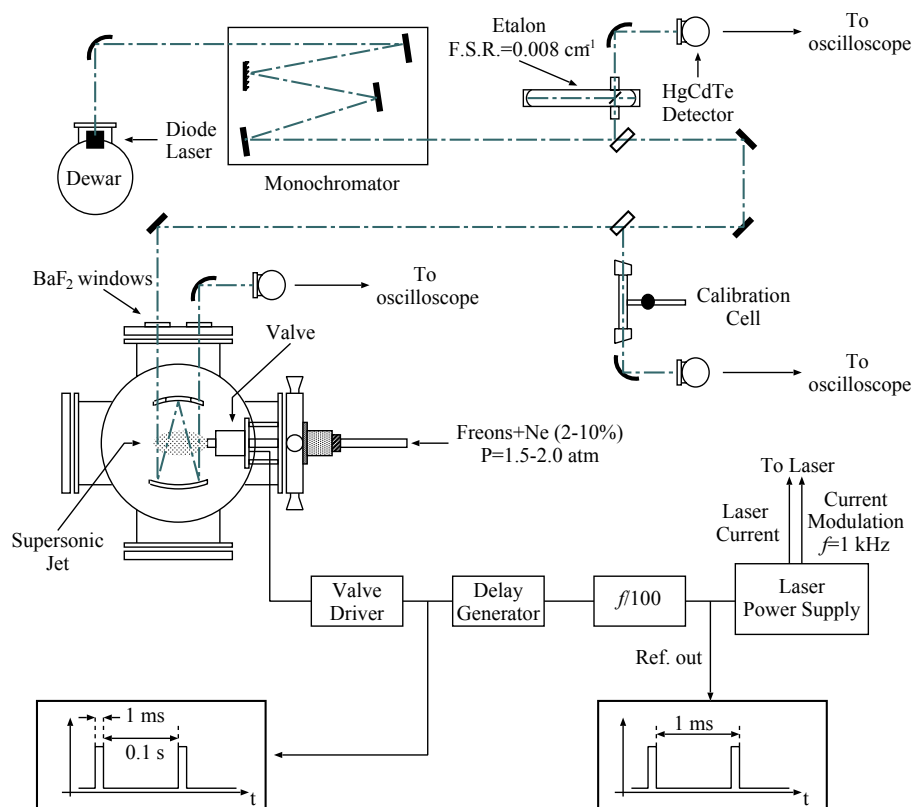 To
oscilloscope
Etalon
F.S.R.=0.008 cm⁻¹
HgCdTe
Detector
Diode
Laser
Dewar
Monochromator
BaF₂ windows
To
oscilloscope
Valve
Calibration
Cell
To
oscilloscope
Freons+Ne (2-10%)
P=1.5-2.0 atm
Supersonic
Jet
To Laser
Laser
Current
Current
Modulation
f=1 kHz
Valve
Driver
Delay
Generator
f/100
Laser
Power Supply
Ref. out
1 ms
0.1 s
t
1 ms
t